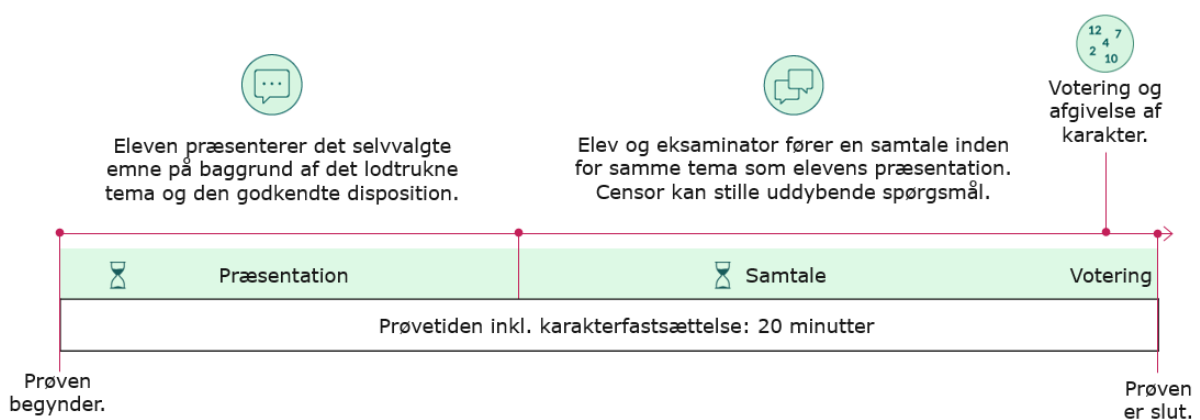 12 7
4
2
10
Votering og
afgivelse af
karakter.
Eleven præsenterer det selvvalgte
emne på baggrund af det lodtrukne
tema og den godkendte disposition.
Elev og eksaminator fører en samtale inden
for samme tema som elevens præsentation.
Censor kan stille uddybende spørgsmål.
Præsentation
Samtale
Votering
Prøvetiden inkl. karakterfastsættelse: 20 minutter
Prøven
begynder.
Prøven
er slut.